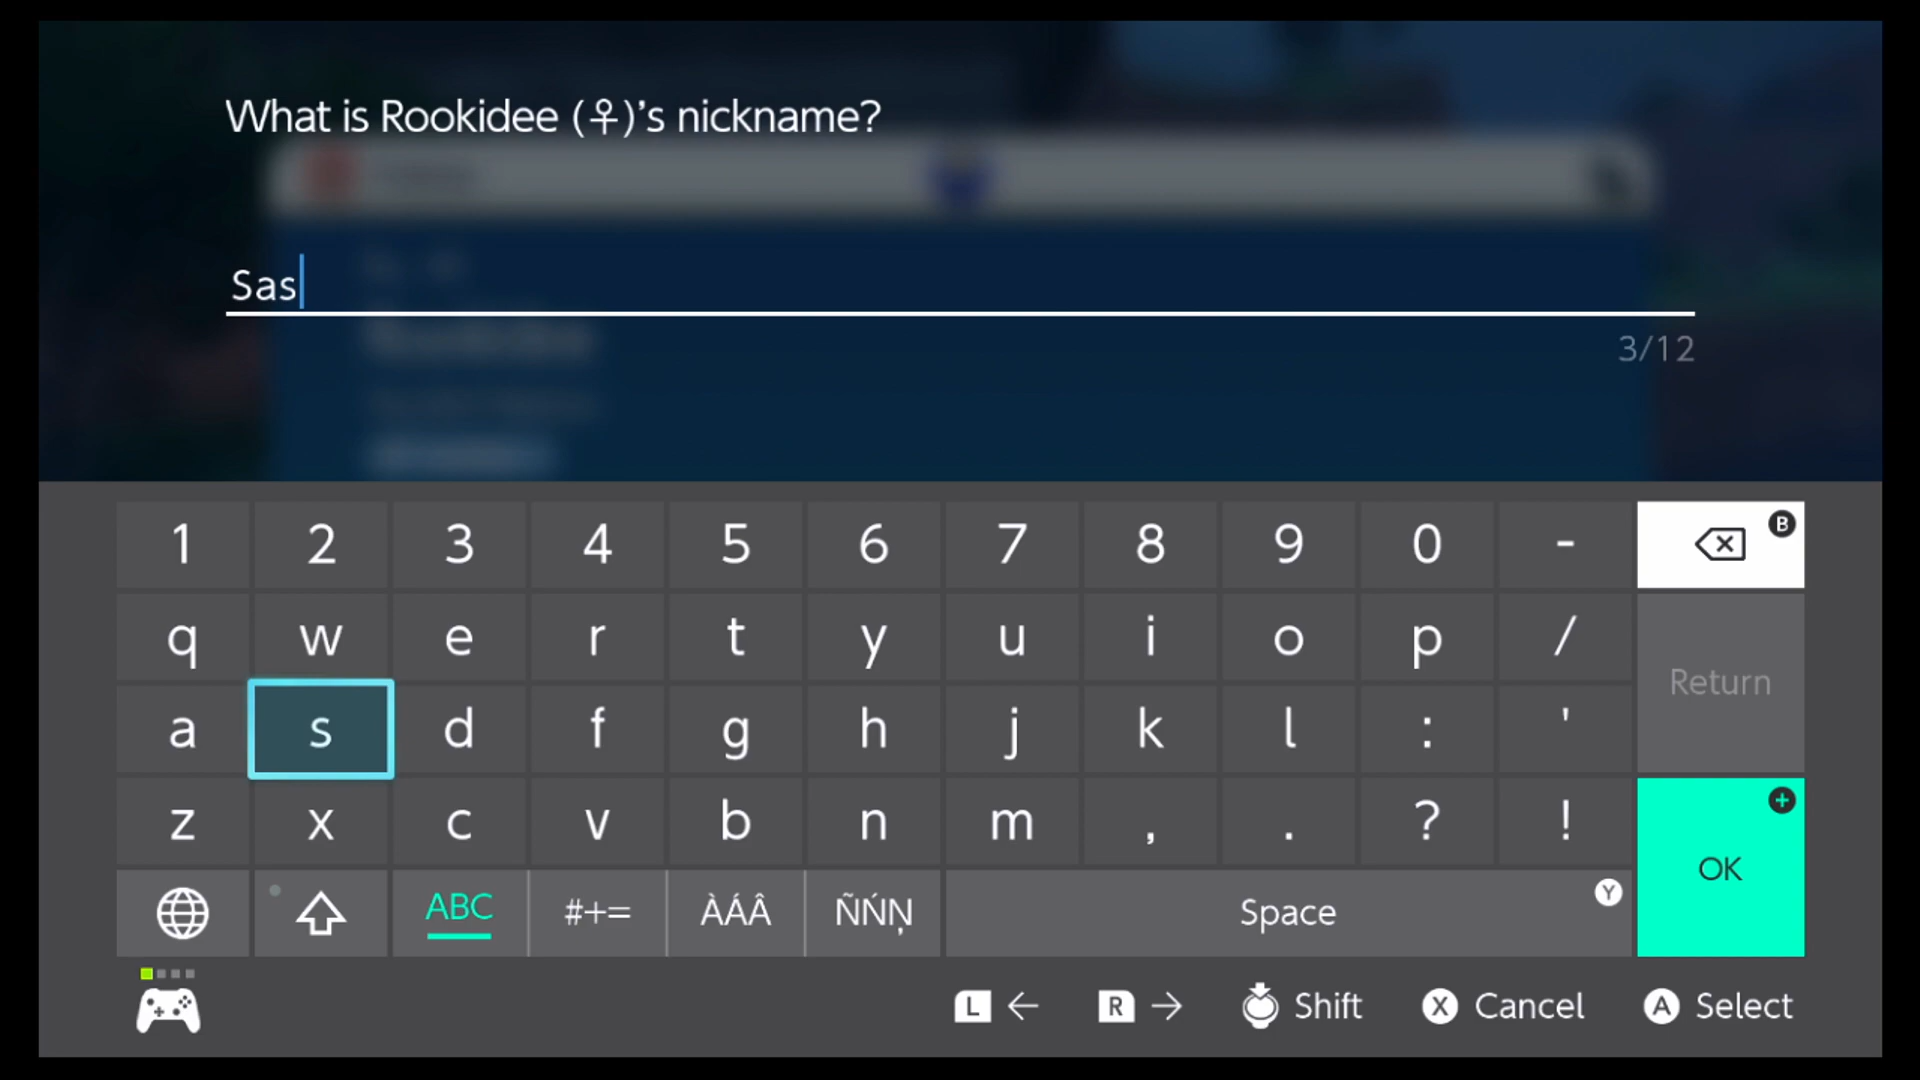 What is Rookidee (♀)'s nickname?
Sas
3/12
1 2 3 4 5 6 7 8 9 0 - B
q w e r t y u i o p /
Return
a s d f g h j k l : '
z x c v b n m , . ? ! +
OK
ABC #+= ÀÁÂ ÑŃŅ Space Y
L ← R → Shift X Cancel A Select